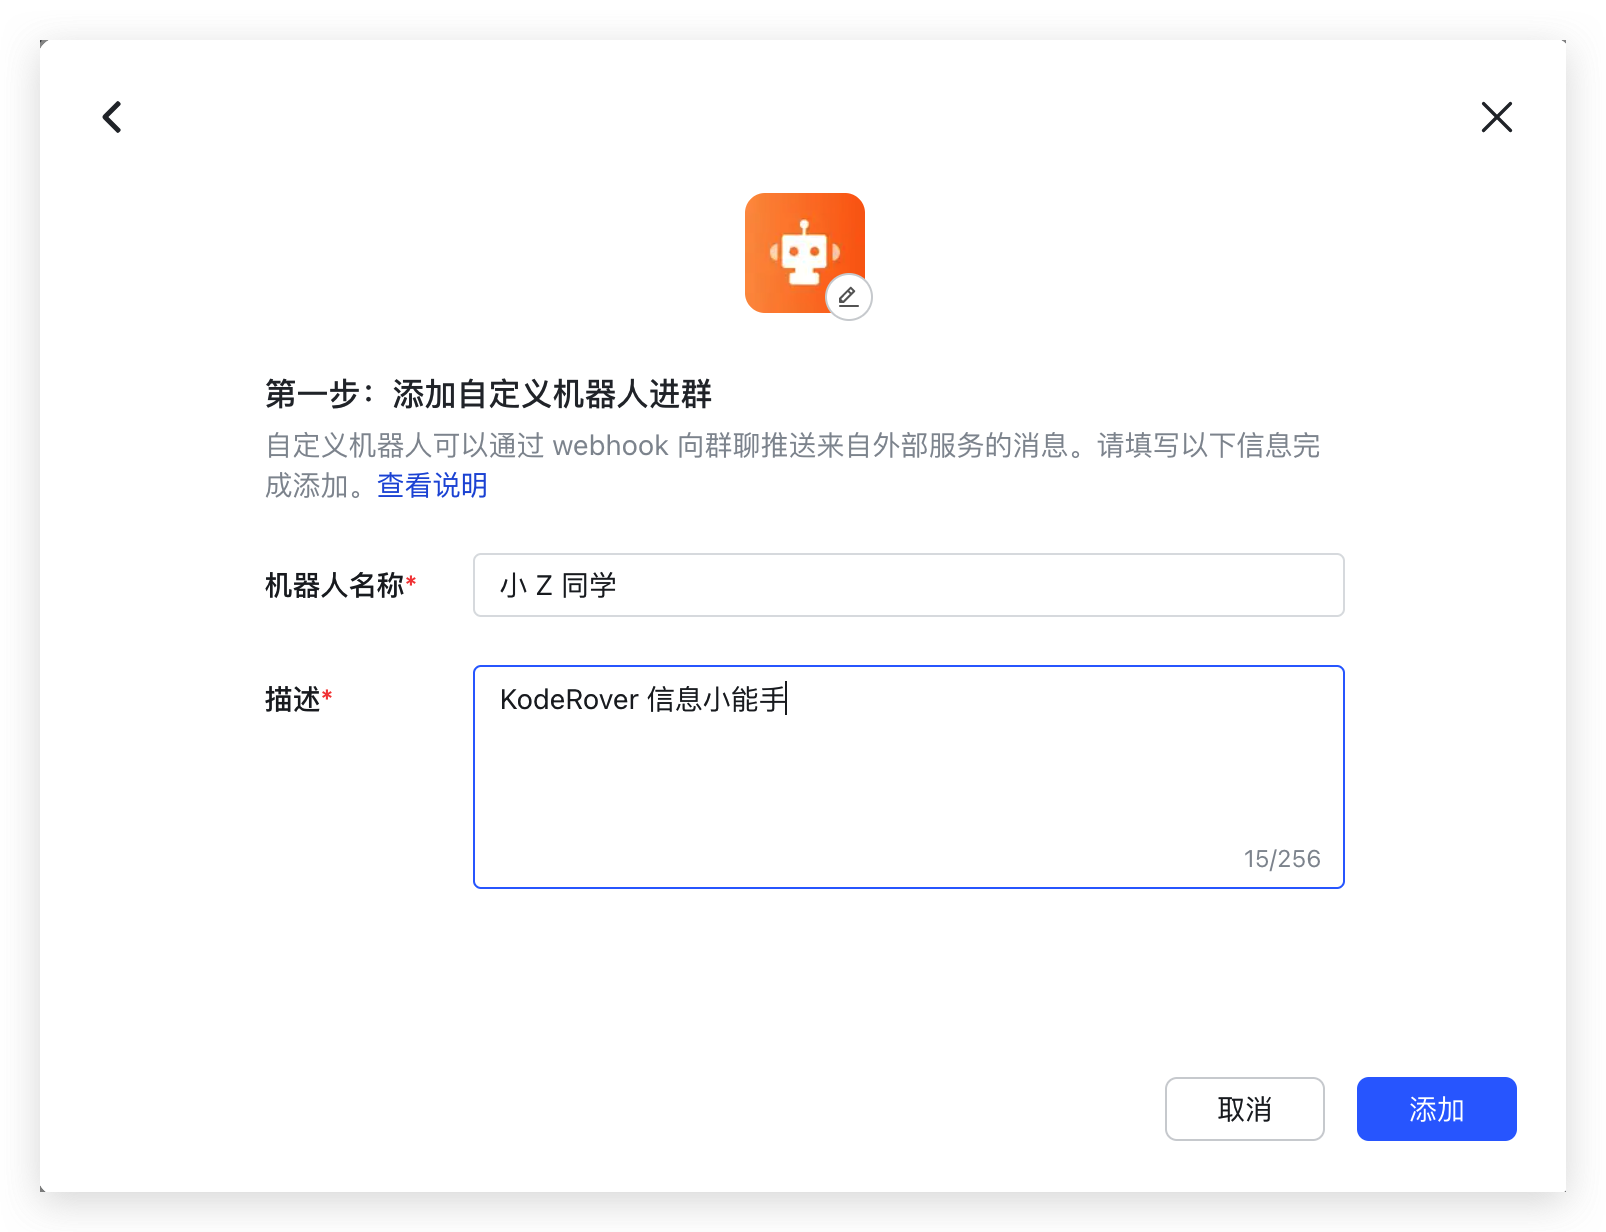 第一步：添加自定义机器人进群
自定义机器人可以通过 webhook 向群聊推送来自外部服务的消息。请填写以下信息完
成添加。查看说明
机器人名称*
小 Z 同学
描述*
KodeRover 信息小能手
15/256
取消
添加